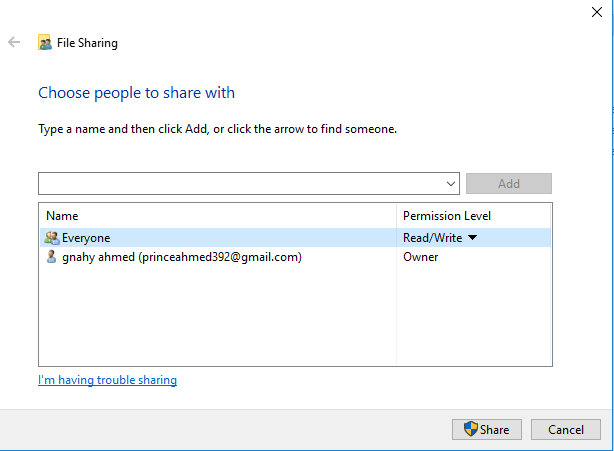 File Sharing
Choose people to share with
Type a name and then click Add, or click the arrow to find someone.
Add
Name Permission Level
Everyone Read/Write
gnahy ahmed (princeahmed392@gmail.com) Owner
I'm having trouble sharing
Share Cancel